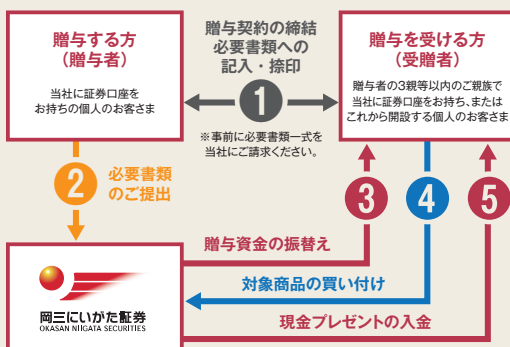 贈与する方
（贈与者）
当社に証券口座を
お持ちの個人のお客さま
贈与契約の締結
必要書類への
記入・捺印
1
※事前に必要書類一式を
当社にご請求ください。
贈与を受ける方
（受贈者）
贈与者の3親等以内のご親族で
当社に証券口座をお持ち、または
これから開設する個人のお客さま
2
必要書類
のご提出
3
4
5
贈与資金の振替え
対象商品の買い付け
現金プレゼントの入金
岡三にいがた証券
OKASAN NIIGATA SECURITIES